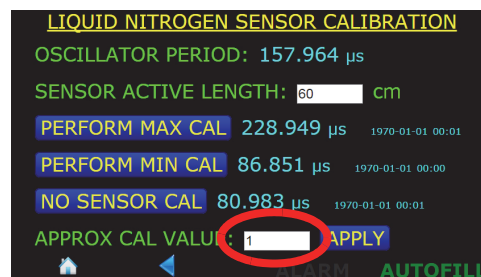 LIQUID NITROGEN SENSOR CALIBRATION
OSCILLATOR PERIOD: 157.964 µs
SENSOR ACTIVE LENGTH: 60 cm
PERFORM MAX CAL 228.949 µs 1970-01-01 00:01
PERFORM MIN CAL 86.851 µs 1970-01-01 00:00
NO SENSOR CAL 80.983 µs 1970-01-01 00:01
APPROX CAL VALUE: 1 APPLY
ALARM AUTOFILL